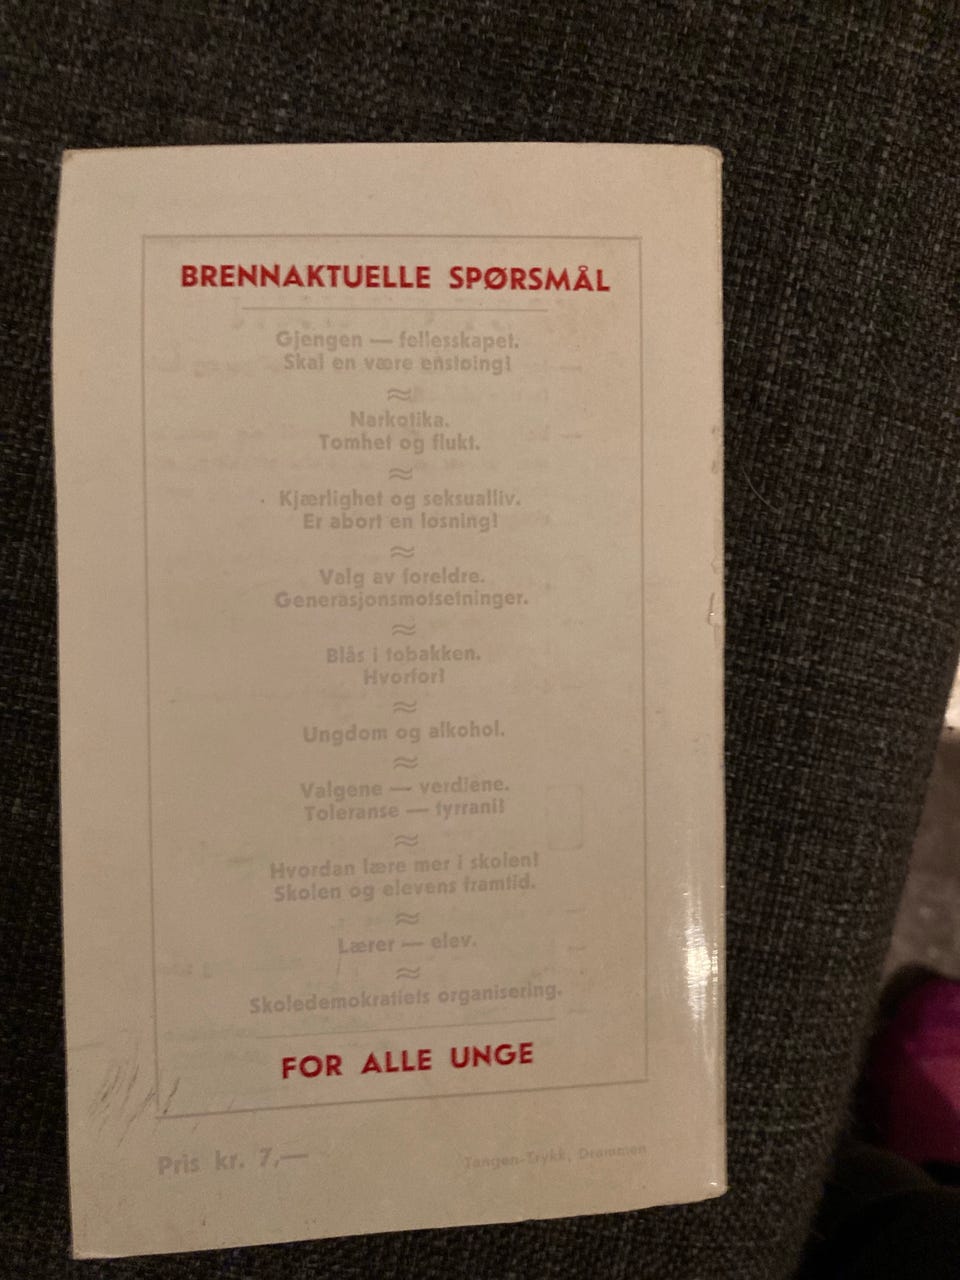 BRENNAKTUELLE SPØRSMÅL
Gjengen — fellesskapet.
Skal en være enstøing?
≈
Narkotika.
Tomhet og flukt.
≈
Kjærlighet og seksualliv.
Er abort en løsning?
≈
Valg av foreldre.
Generasjonsmotsetninger.
≈
Blås i tobakken.
Hvorfor?
≈
Ungdom og alkohol.
≈
Valgene — verdiene.
Toleranse — tyranni?
≈
Hvordan lære mer i skolen?
Skolen og elevens framtid.
≈
Lærer — elev.
≈
Skoledemokratiets organisering.
FOR ALLE UNGE
Pris kr. 7,—
Tangen-Trykk, Drammen